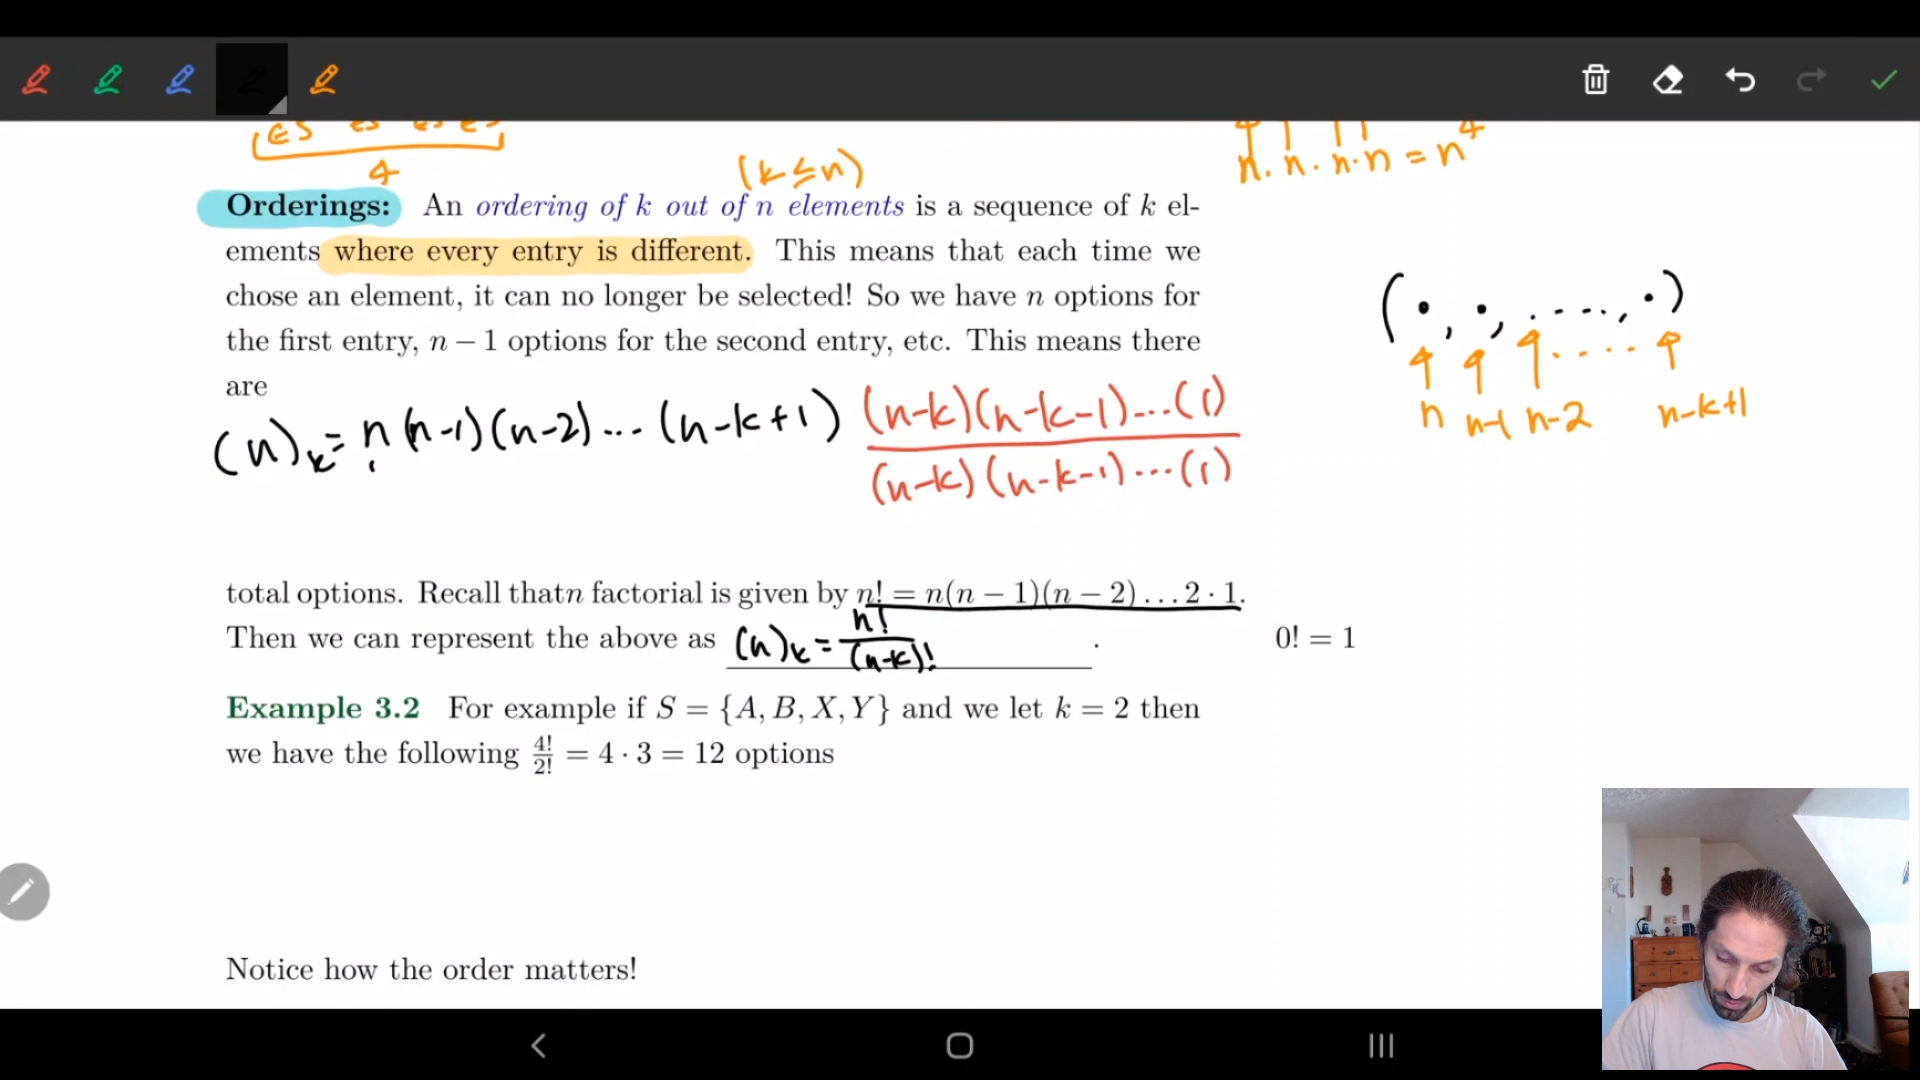 ∈S ∈S ∈S ∈S
4
n · n · n · n = n⁴
(k ≤ n)
Orderings: An ordering of k out of n elements is a sequence of k el-
ements where every entry is different. This means that each time we
chose an element, it can no longer be selected! So we have n options for
the first entry, n − 1 options for the second entry, etc. This means there
are
(n)ₖ = n(n-1)(n-2)...(n-k+1) (n-k)(n-k-1)...(1)
(n-k)(n-k-1)...(1)
( · , · , . . . . . , · )
n n-1 n-2 n-k+1
total options. Recall thatn factorial is given by n! = n(n − 1)(n − 2) . . . 2 · 1.
Then we can represent the above as (n)ₖ = n!/(n-k)! . 0! = 1
Example 3.2 For example if S = {A, B, X, Y} and we let k = 2 then
we have the following 4!/2! = 4 · 3 = 12 options
Notice how the order matters!